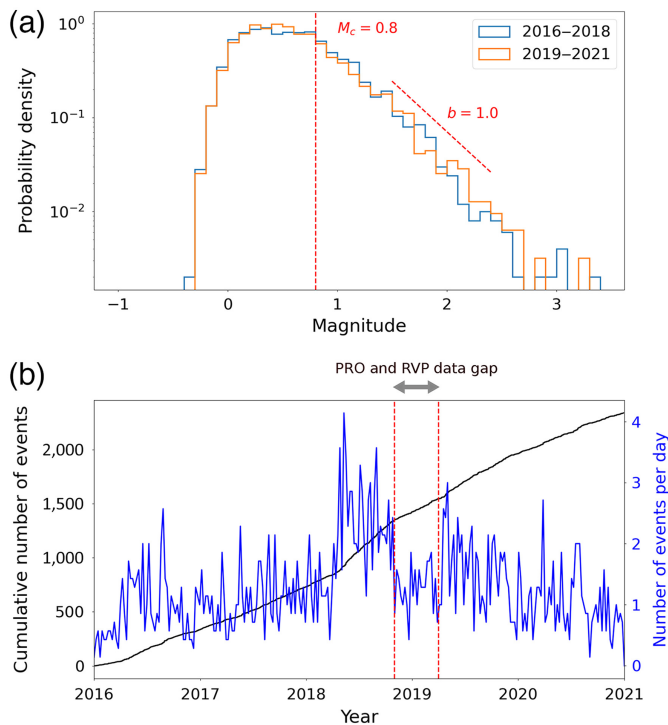 (a)
10⁰
10⁻¹
10⁻²
Probability density
M_c = 0.8
b = 1.0
2016–2018
2019–2021
-1
0
1
2
3
Magnitude
(b)
PRO and RVP data gap
Cumulative number of events
2,000
1,500
1,000
500
0
4
3
2
1
0
Number of events per day
2016
2017
2018
2019
2020
2021
Year